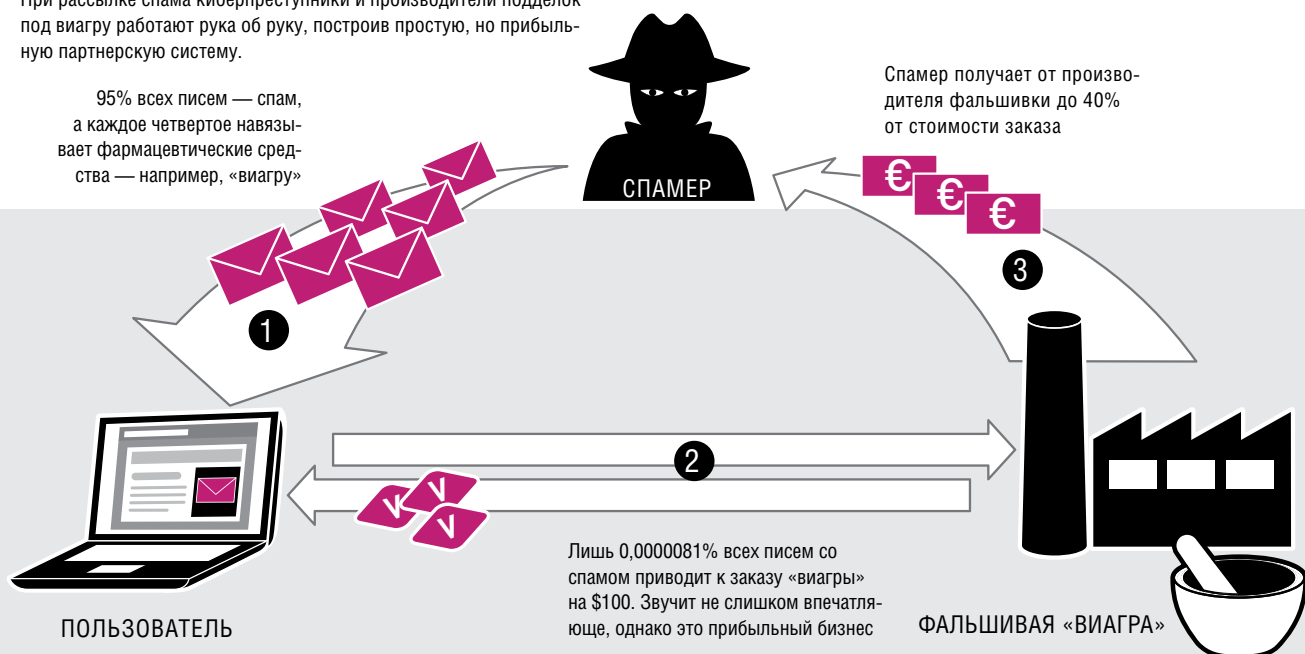 При рассылке спама киберпреступники и производители подделок
под виагру работают рука об руку, построив простую, но прибыль-
ную партнерскую систему.
95% всех писем — спам,
а каждое четвертое навязы-
вает фармацевтические сред-
ства — например, «виагру»
Спамер получает от произво-
дителя фальшивки до 40%
от стоимости заказа
СПАМЕР
€
€
€
3
1
2
V
V
V
Лишь 0,0000081% всех писем со
спамом приводит к заказу «виагры»
на $100. Звучит не слишком впечатля-
юще, однако это прибыльный бизнес
ПОЛЬЗОВАТЕЛЬ
ФАЛЬШИВАЯ «ВИАГРА»